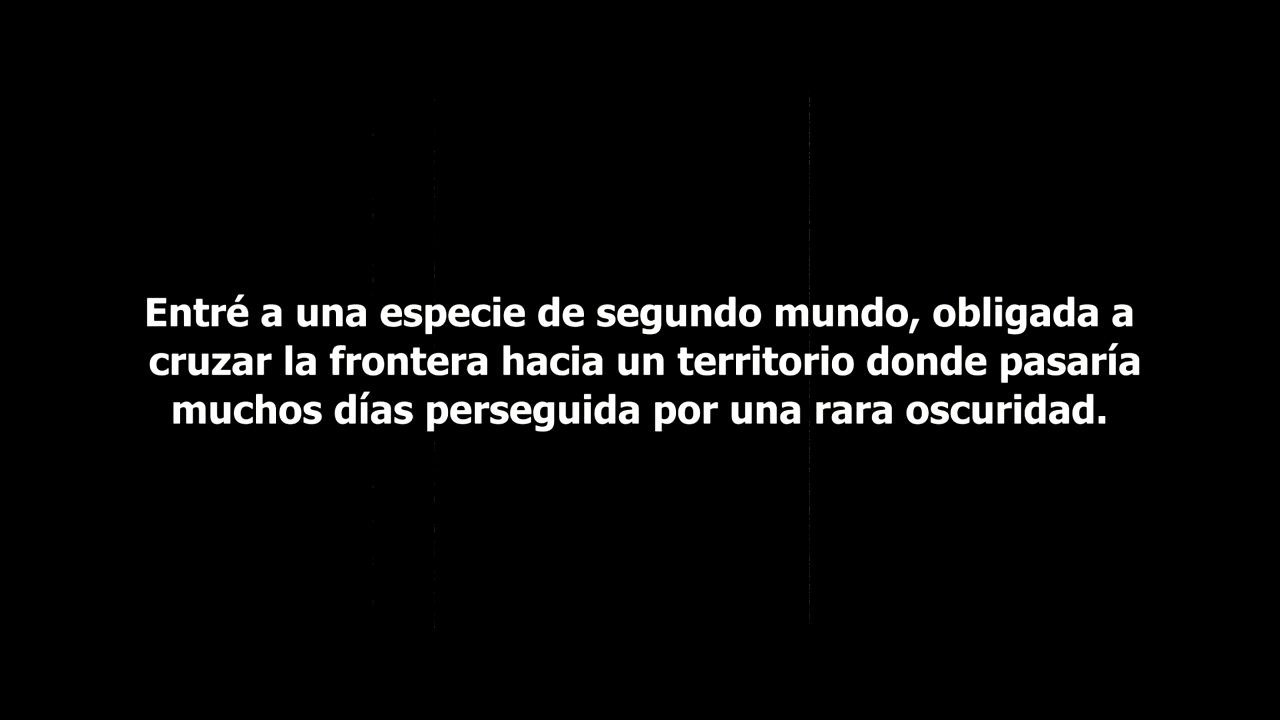 Entré a una especie de segundo mundo, obligada a
cruzar la frontera hacia un territorio donde pasaría
muchos días perseguida por una rara oscuridad.